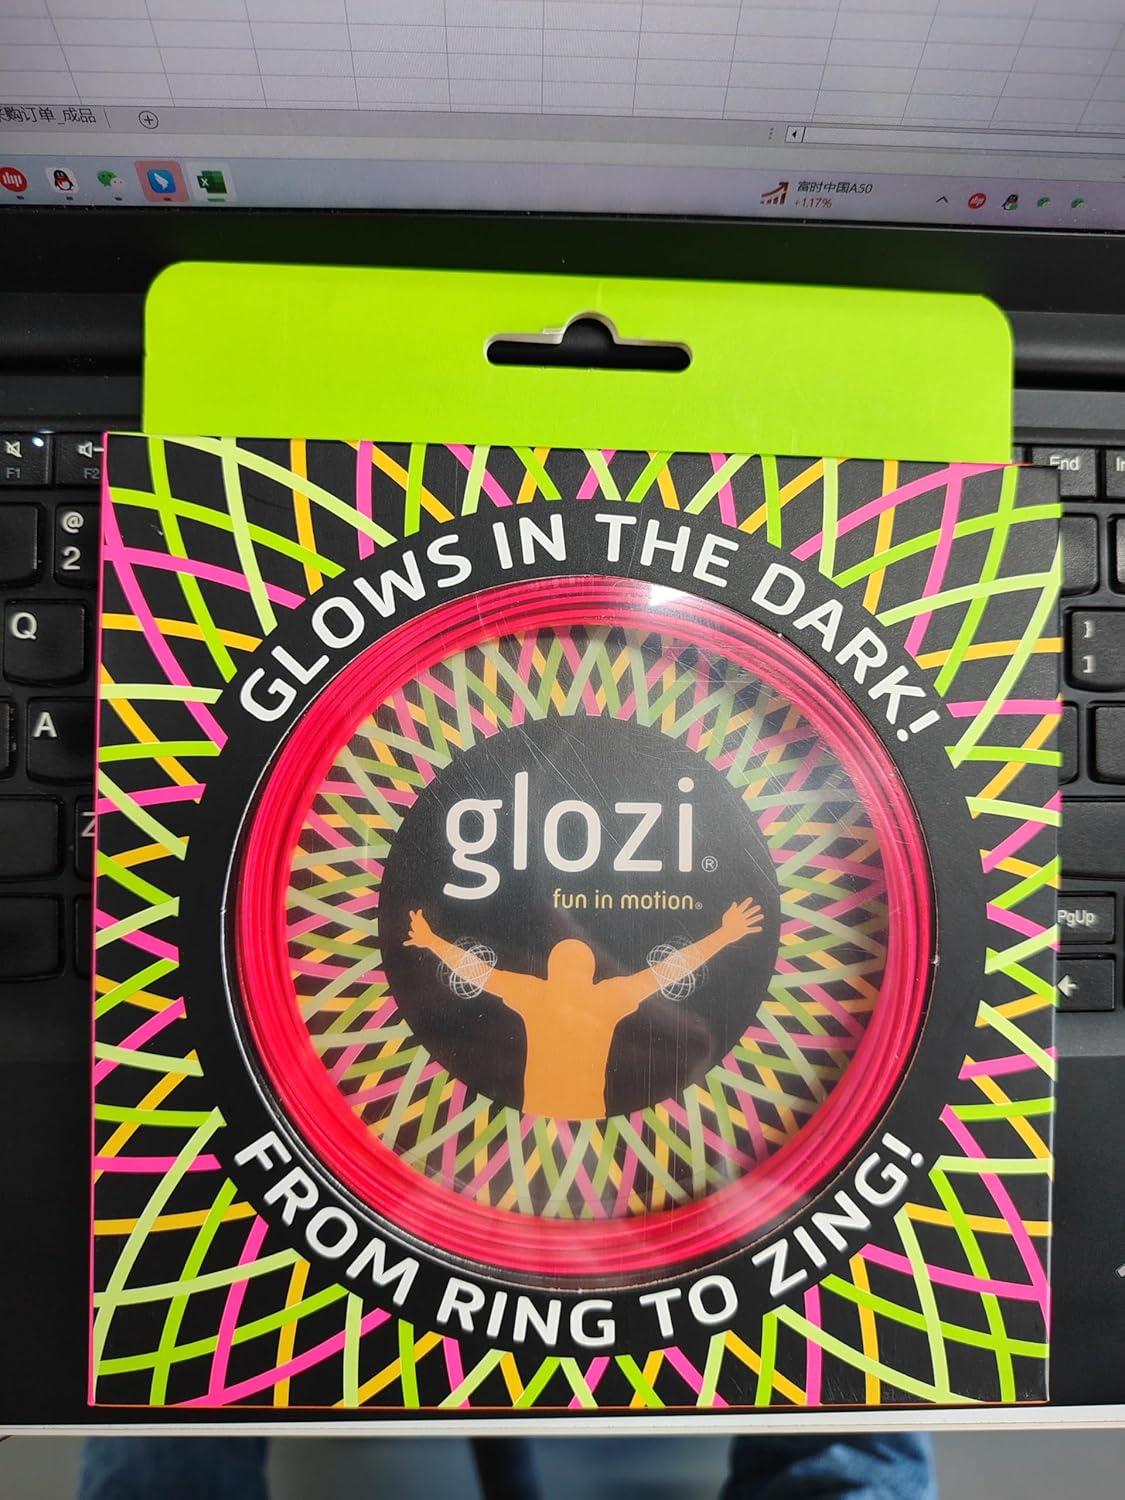 购订单_成品
富时中国A50
+1.17%
F1
F2
End
@
2
Q
A
Z
PgUp
GLOWS IN THE DARK!
glozi®
fun in motion®
FROM RING TO ZING!